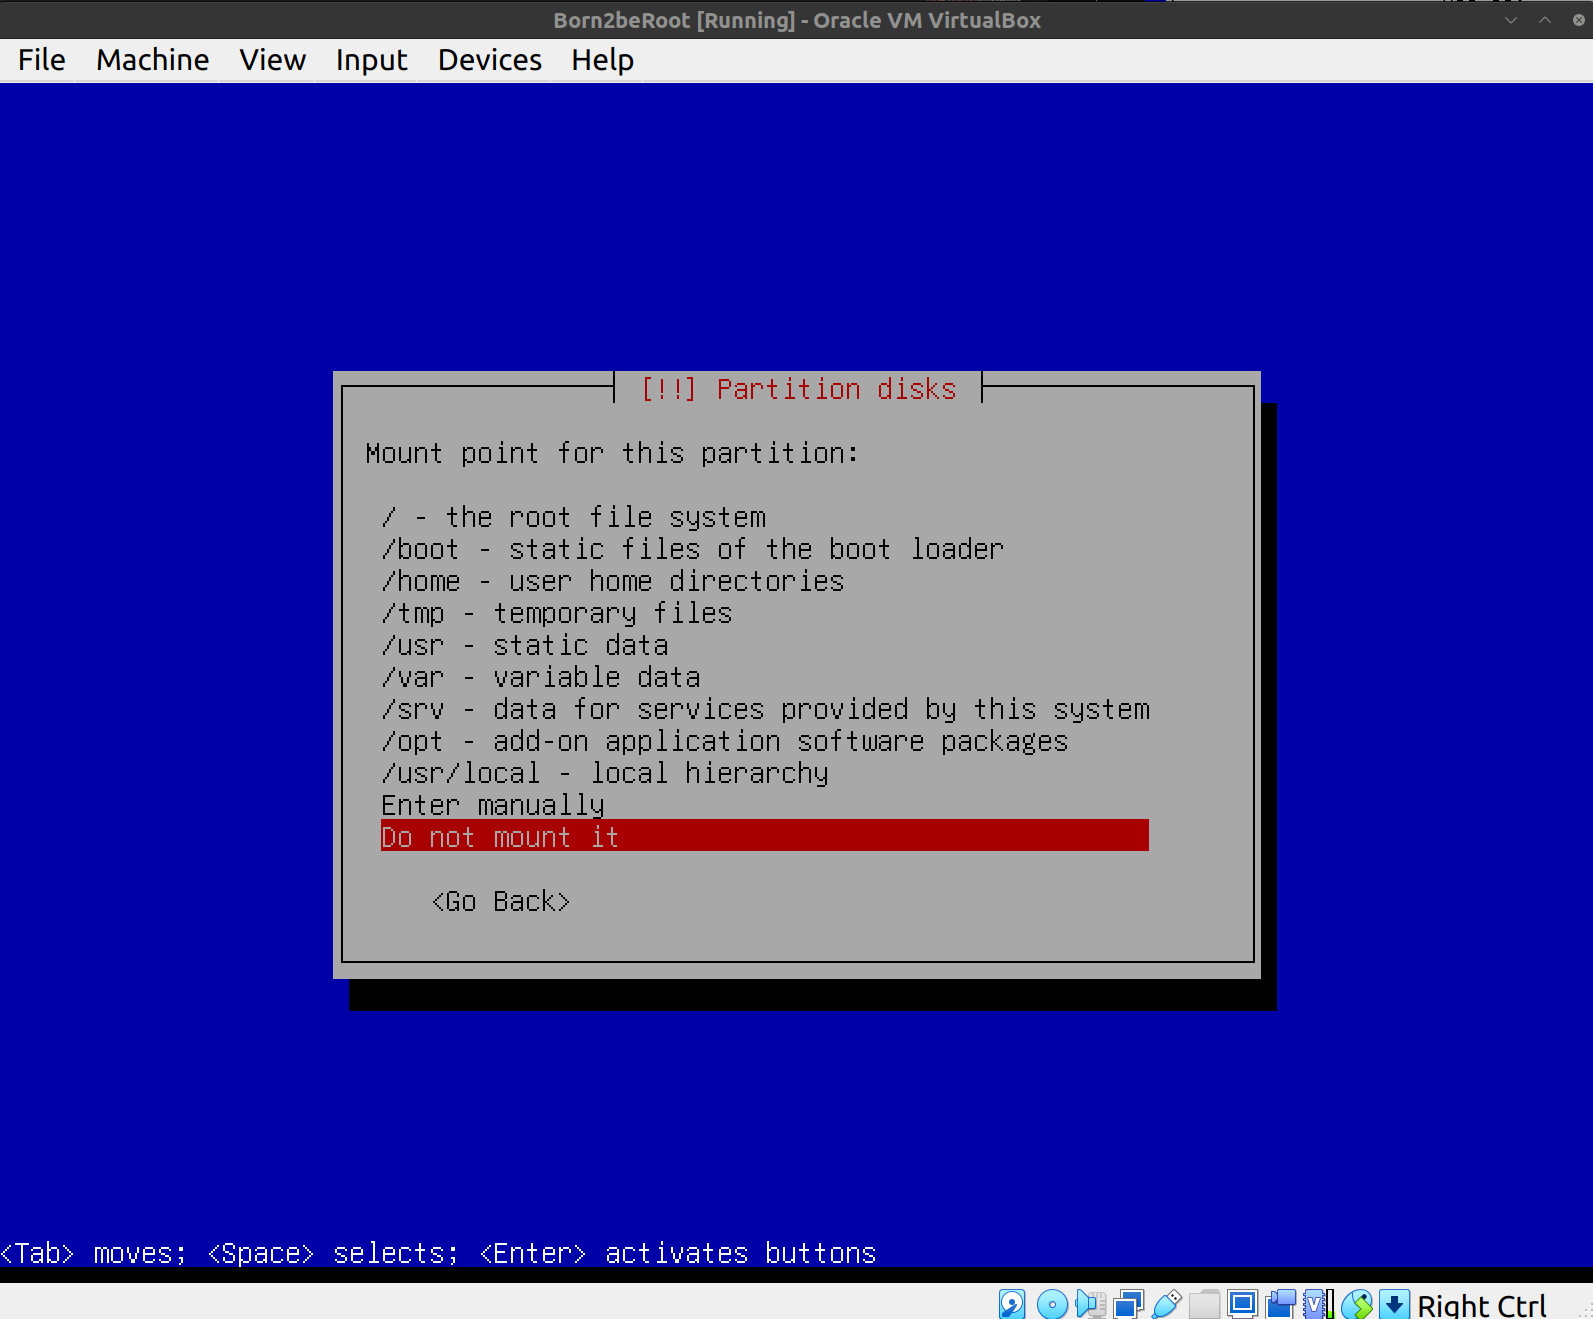 Born2beRoot [Running] - Oracle VM VirtualBox
File Machine View Input Devices Help
[!!] Partition disks
Mount point for this partition:
/ - the root file system
/boot - static files of the boot loader
/home - user home directories
/tmp - temporary files
/usr - static data
/var - variable data
/srv - data for services provided by this system
/opt - add-on application software packages
/usr/local - local hierarchy
Enter manually
Do not mount it
<Go Back>
<Tab> moves; <Space> selects; <Enter> activates buttons
Right Ctrl